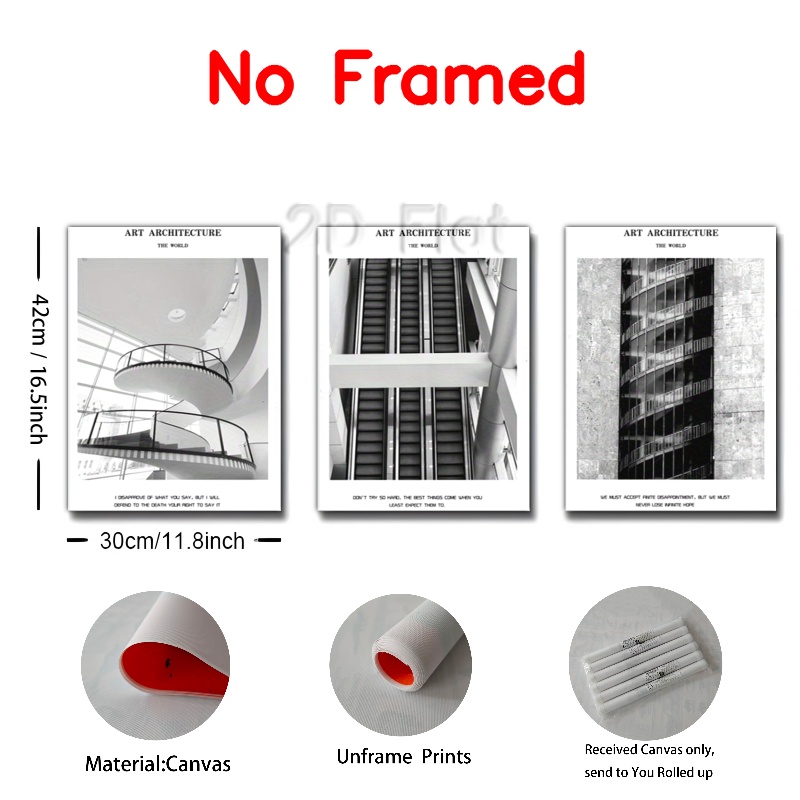 No Framed
2D Flat
ART ARCHITECTURE
THE WORLD
ART ARCHITECTURE
THE WORLD
ART ARCHITECTURE
THE WORLD
42cm / 16.5inch
I DISAPPROVE OF WHAT YOU SAY, BUT I WILL
DEFEND TO THE DEATH YOUR RIGHT TO SAY IT
DON'T TRY SO HARD, THE BEST THINGS COME WHEN YOU
LEAST EXPECT THEM TO.
WE MUST ACCEPT FINITE DISAPPOINTMENT, BUT WE MUST
NEVER LOSE INFINITE HOPE
30cm/11.8inch
Material:Canvas
Unframe Prints
Received Canvas only,
send to You Rolled up